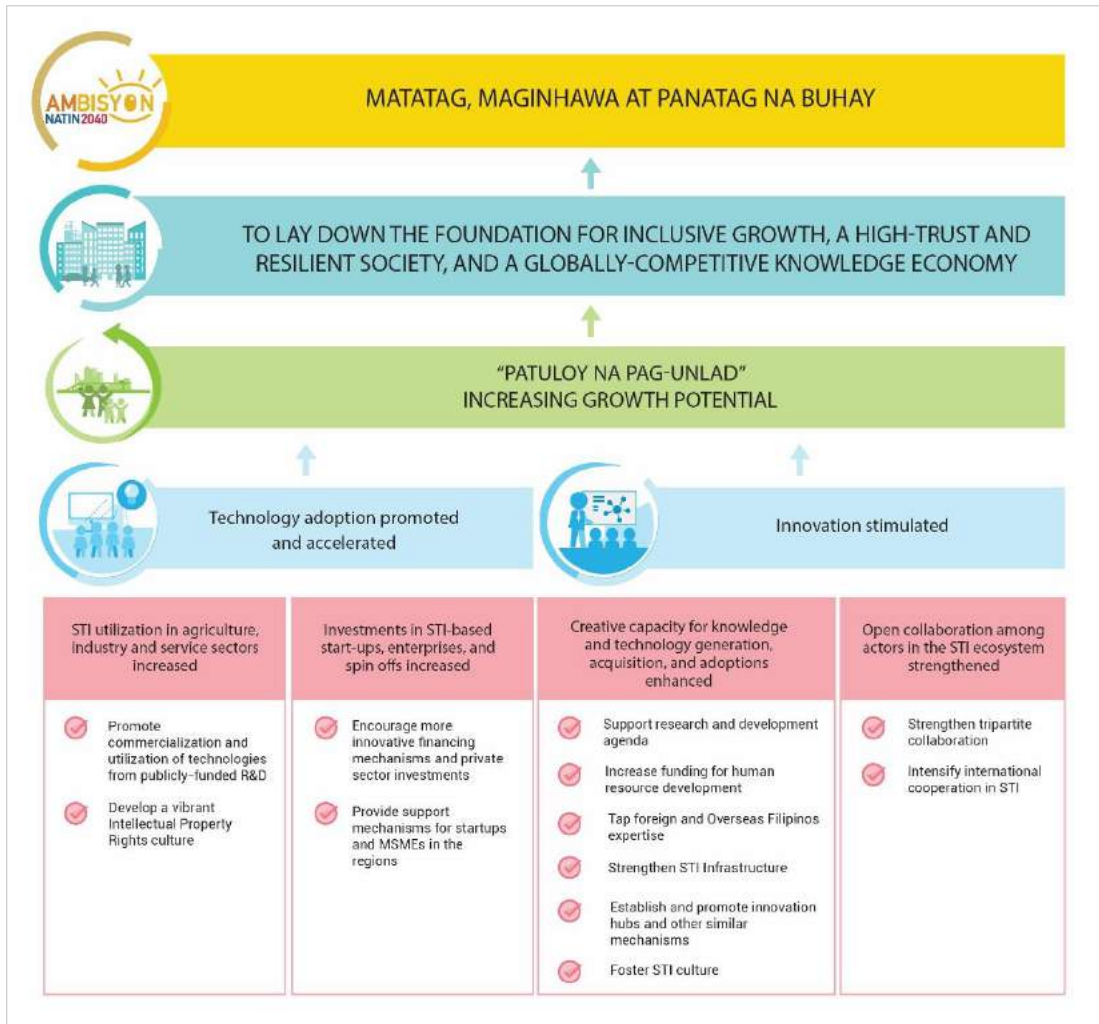 AMBISYON
NATIN2040
MATATAG, MAGINHAWA AT PANATAG NA BUHAY
TO LAY DOWN THE FOUNDATION FOR INCLUSIVE GROWTH, A HIGH-TRUST AND
RESILIENT SOCIETY, AND A GLOBALLY-COMPETITIVE KNOWLEDGE ECONOMY
“PATULOY NA PAG-UNLAD”
INCREASING GROWTH POTENTIAL
Technology adoption promoted
and accelerated
Innovation stimulated
STI utilization in agriculture,
industry and service sectors
increased
Promote
commercialization and
utilization of technologies
from publicly-funded R&D
Develop a vibrant
Intellectual Property
Rights culture
Investments in STI-based
start-ups, enterprises, and
spin offs increased
Encourage more
innovative financing
mechanisms and private
sector investments
Provide support
mechanisms for startups
and MSMEs in the
regions
Creative capacity for knowledge
and technology generation,
acquisition, and adoptions
enhanced
Support research and development
agenda
Increase funding for human
resource development
Tap foreign and Overseas Filipinos
expertise
Strengthen STI Infrastructure
Establish and promote innovation
hubs and other similar
mechanisms
Foster STI culture
Open collaboration among
actors in the STI ecosystem
strengthened
Strengthen tripartite
collaboration
Intensify international
cooperation in STI